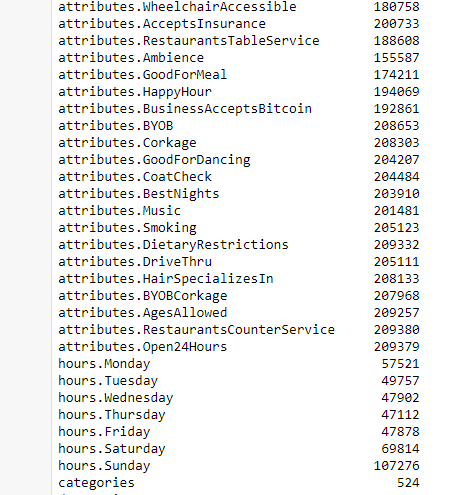 attributes.WheelchairAccessible 180758
attributes.AcceptsInsurance 200733
attributes.RestaurantsTableService 188608
attributes.Ambience 155587
attributes.GoodForMeal 174211
attributes.HappyHour 194069
attributes.BusinessAcceptsBitcoin 192861
attributes.BYOB 208653
attributes.Corkage 208303
attributes.GoodForDancing 204207
attributes.CoatCheck 204484
attributes.BestNights 203910
attributes.Music 201481
attributes.Smoking 205123
attributes.DietaryRestrictions 209332
attributes.DriveThru 205111
attributes.HairSpecializesIn 208133
attributes.BYOBCorkage 207968
attributes.AgesAllowed 209257
attributes.RestaurantsCounterService 209380
attributes.Open24Hours 209379
hours.Monday 57521
hours.Tuesday 49757
hours.Wednesday 47902
hours.Thursday 47112
hours.Friday 47878
hours.Saturday 69814
hours.Sunday 107276
categories 524